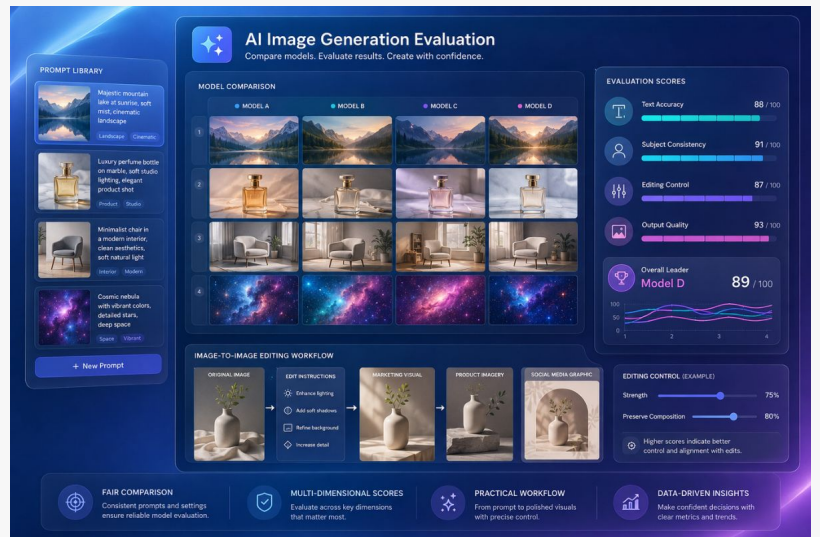 AI Image Generation Evaluation
Compare models. Evaluate results. Create with confidence.
PROMPT LIBRARY
Majestic mountain
lake at sunrise, soft
mist, cinematic
landscape
Landscape Cinematic
Luxury perfume bottle
on marble, soft studio
lighting, elegant
product shot
Product Studio
Minimalist chair in
a modern interior,
clean aesthetics,
soft natural light
Interior Modern
Cosmic nebula
with vibrant colors,
detailed stars,
deep space
Space Vibrant
+ New Prompt
MODEL COMPARISON
MODEL A MODEL B MODEL C MODEL D
1
2
3
4
EVALUATION SCORES
Text Accuracy 88 / 100
Subject Consistency 91 / 100
Editing Control 87 / 100
Output Quality 93 / 100
Overall Leader
Model D 89 / 100
100
50
0
1 2 3 4
IMAGE-TO-IMAGE EDITING WORKFLOW
ORIGINAL IMAGE
EDIT INSTRUCTIONS
Enhance lighting
Add soft shadows
Refine background
Increase detail
MARKETING VISUAL
PRODUCT IMAGERY
SOCIAL MEDIA GRAPHIC
EDITING CONTROL (EXAMPLE)
Strength 75%
Preserve Composition 80%
Higher scores indicate better
control and alignment with edits.
FAIR COMPARISON
Consistent prompts and settings
ensure reliable model evaluation.
MULTI-DIMENSIONAL SCORES
Evaluate across key dimensions
that matter most.
PRACTICAL WORKFLOW
From prompt to polished visuals
with precise control.
DATA-DRIVEN INSIGHTS
Make confident decisions with
clear metrics and trends.